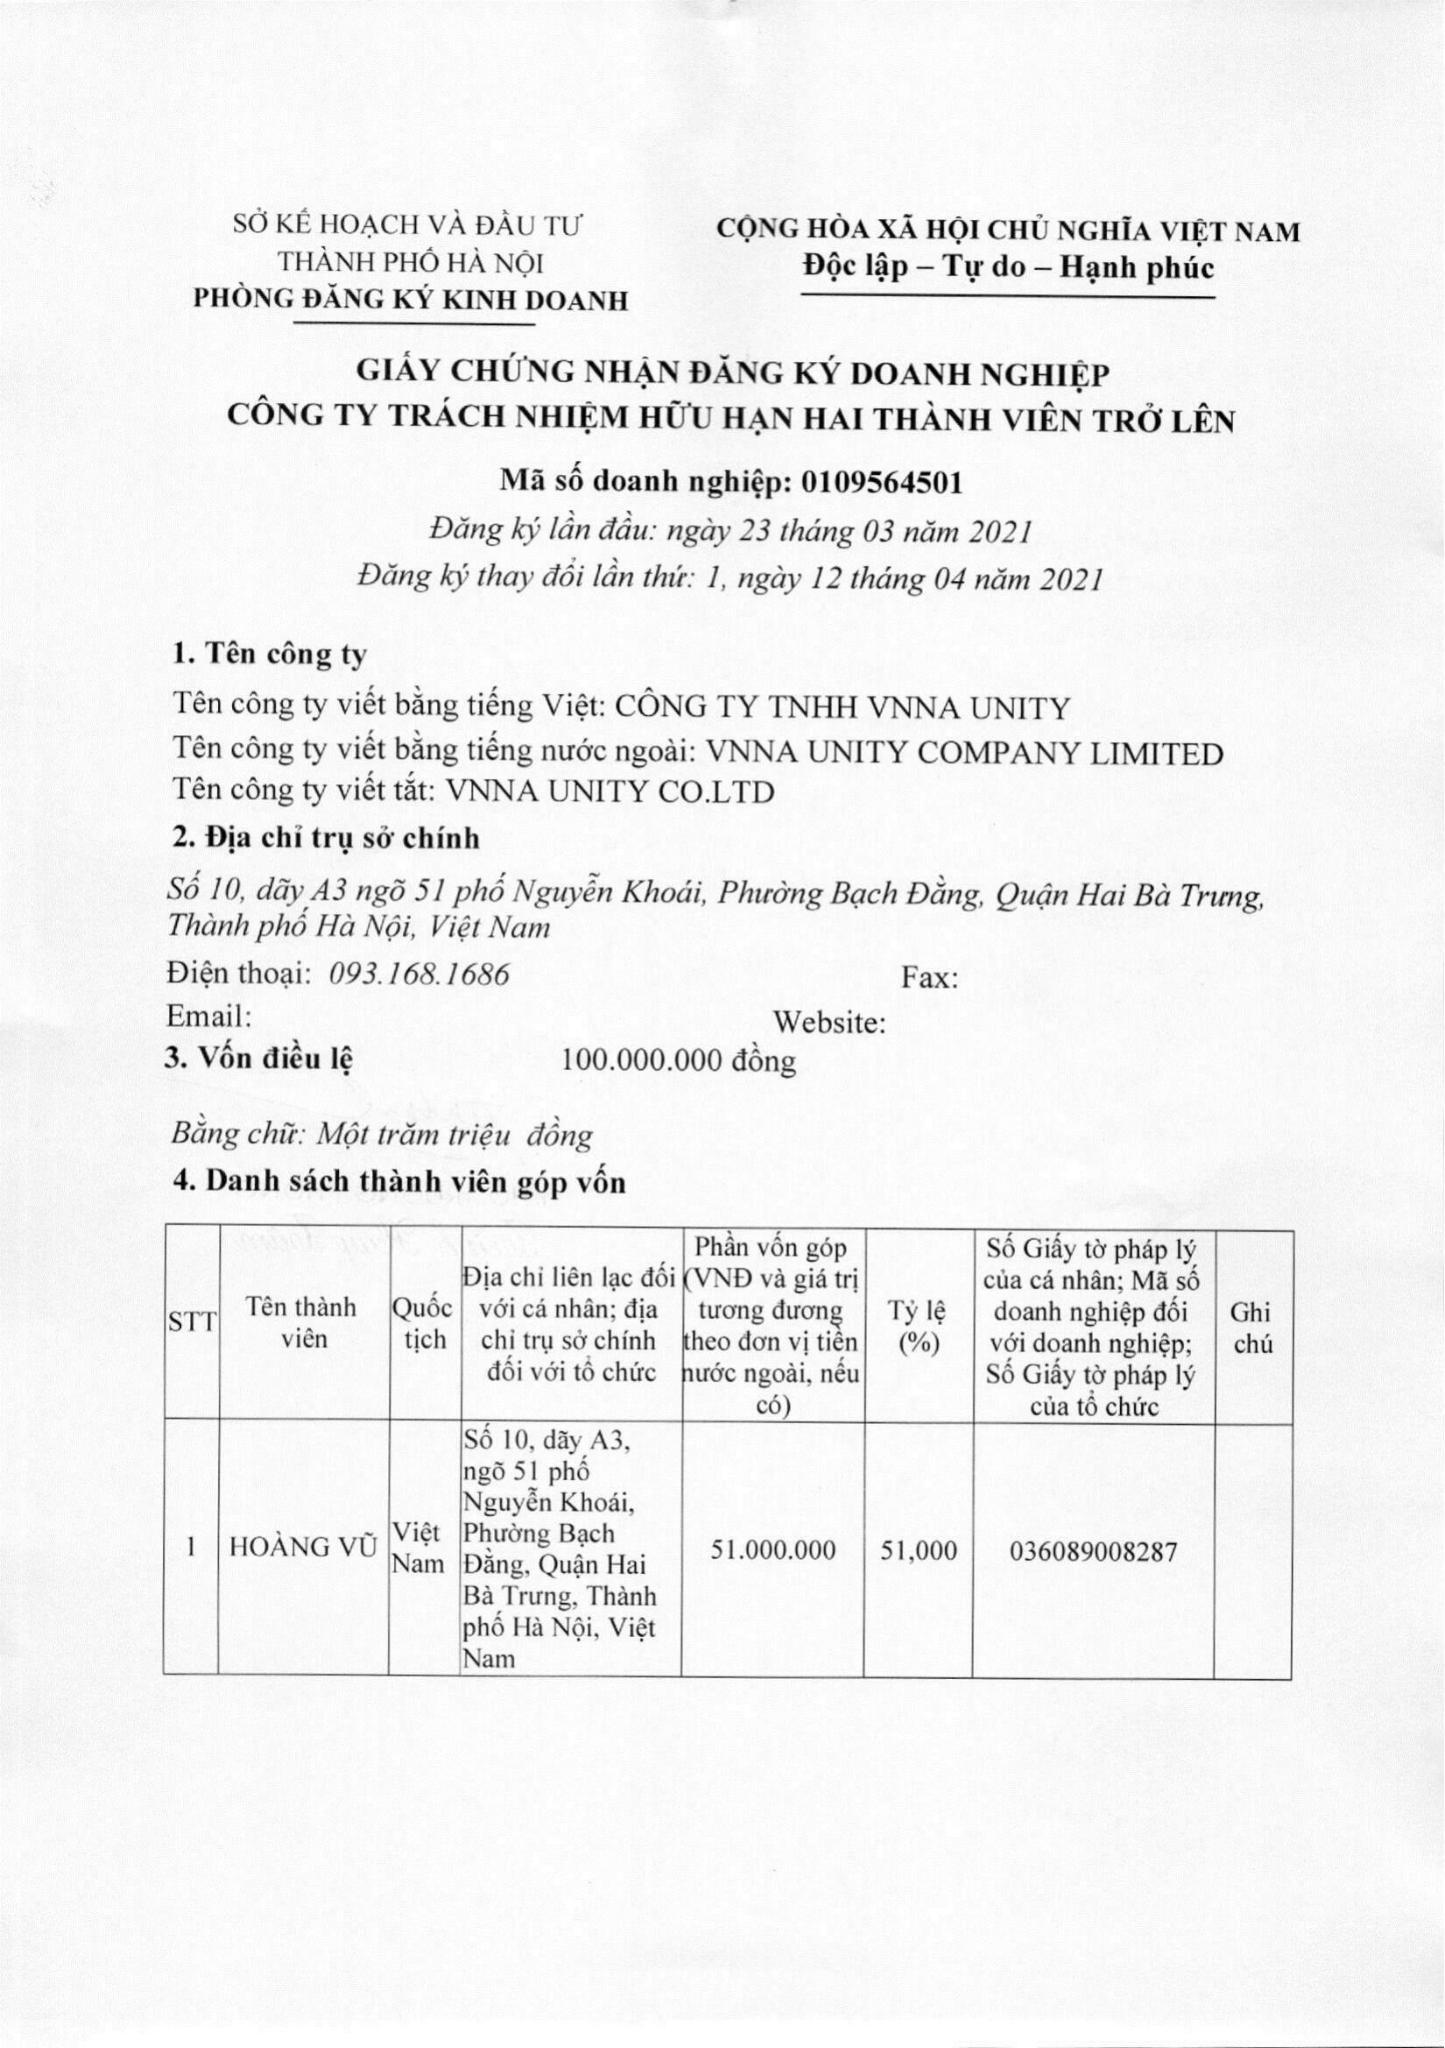 SỞ KẾ HOẠCH VÀ ĐẦU TƯ
THÀNH PHỐ HÀ NỘI
PHÒNG ĐĂNG KÝ KINH DOANH
CỘNG HÒA XÃ HỘI CHỦ NGHĨA VIỆT NAM
Độc lập – Tự do – Hạnh phúc
GIẤY CHỨNG NHẬN ĐĂNG KÝ DOANH NGHIỆP
CÔNG TY TRÁCH NHIỆM HỮU HẠN HAI THÀNH VIÊN TRỞ LÊN
Mã số doanh nghiệp: 0109564501
Đăng ký lần đầu: ngày 23 tháng 03 năm 2021
Đăng ký thay đổi lần thứ: 1, ngày 12 tháng 04 năm 2021
1. Tên công ty
Tên công ty viết bằng tiếng Việt: CÔNG TY TNHH VNNA UNITY
Tên công ty viết bằng tiếng nước ngoài: VNNA UNITY COMPANY LIMITED
Tên công ty viết tắt: VNNA UNITY CO.LTD
2. Địa chỉ trụ sở chính
Số 10, dãy A3 ngõ 51 phố Nguyễn Khoái, Phường Bạch Đằng, Quận Hai Bà Trưng,
Thành phố Hà Nội, Việt Nam
Điện thoại: 093.168.1686 Fax:
Email: Website:
3. Vốn điều lệ 100.000.000 đồng
Bằng chữ: Một trăm triệu đồng
4. Danh sách thành viên góp vốn
STT
Tên thành
viên
Quốc
tịch
Địa chỉ liên lạc đối
với cá nhân; địa
chỉ trụ sở chính
đối với tổ chức
Phần vốn góp
(VNĐ và giá trị
tương đương
theo đơn vị tiền
nước ngoài, nếu
có)
Tỷ lệ
(%)
Số Giấy tờ pháp lý
của cá nhân; Mã số
doanh nghiệp đối
với doanh nghiệp;
Số Giấy tờ pháp lý
của tổ chức
Ghi
chú
1
HOÀNG VŨ
Việt
Nam
Số 10, dãy A3,
ngõ 51 phố
Nguyễn Khoái,
Phường Bạch
Đằng, Quận Hai
Bà Trưng, Thành
phố Hà Nội, Việt
Nam
51.000.000
51,000
036089008287